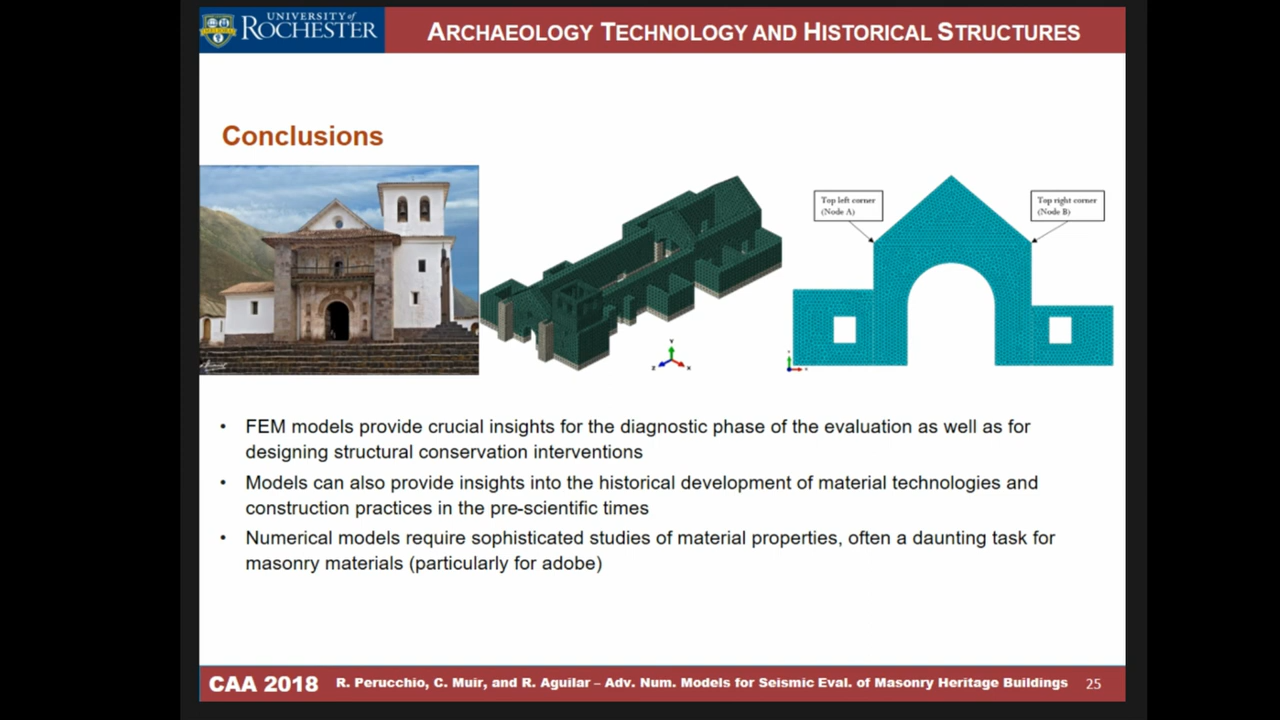 UNIVERSITY of
ROCHESTER
ARCHAEOLOGY TECHNOLOGY AND HISTORICAL STRUCTURES
Conclusions
Top left corner
(Node A)
Top right corner
(Node B)
Y
Z
X
• FEM models provide crucial insights for the diagnostic phase of the evaluation as well as for
designing structural conservation interventions
• Models can also provide insights into the historical development of material technologies and
construction practices in the pre-scientific times
• Numerical models require sophisticated studies of material properties, often a daunting task for
masonry materials (particularly for adobe)
CAA 2018
R. Perucchio, C. Muir, and R. Aguilar – Adv. Num. Models for Seismic Eval. of Masonry Heritage Buildings
25